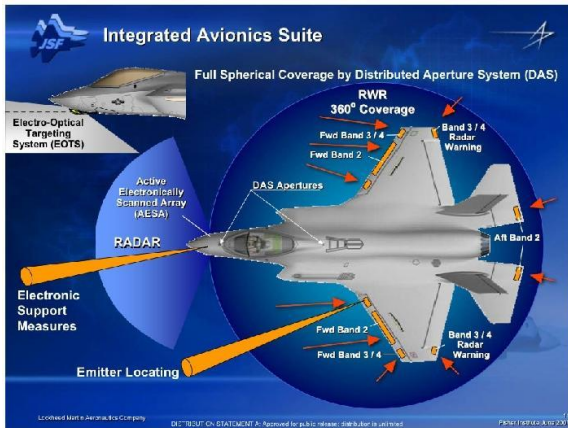 JSF
Integrated Avionics Suite
Full Spherical Coverage by Distributed Aperture System (DAS)
Electro-Optical
Targeting
System (EOTS)
RWR
360° Coverage
Fwd Band 3 / 4
Fwd Band 2
Band 3 / 4
Radar
Warning
Active
Electronically
Scanned Array
(AESA)
DAS Apertures
RADAR
Aft Band 2
Electronic
Support
Measures
Emitter Locating
Fwd Band 2
Fwd Band 3 / 4
Band 3 / 4
Radar
Warning
Lockheed Martin Aeronautics Company
DISTRIBUTION STATEMENT A: Approved for public release; distribution is unlimited
Fisher Institute